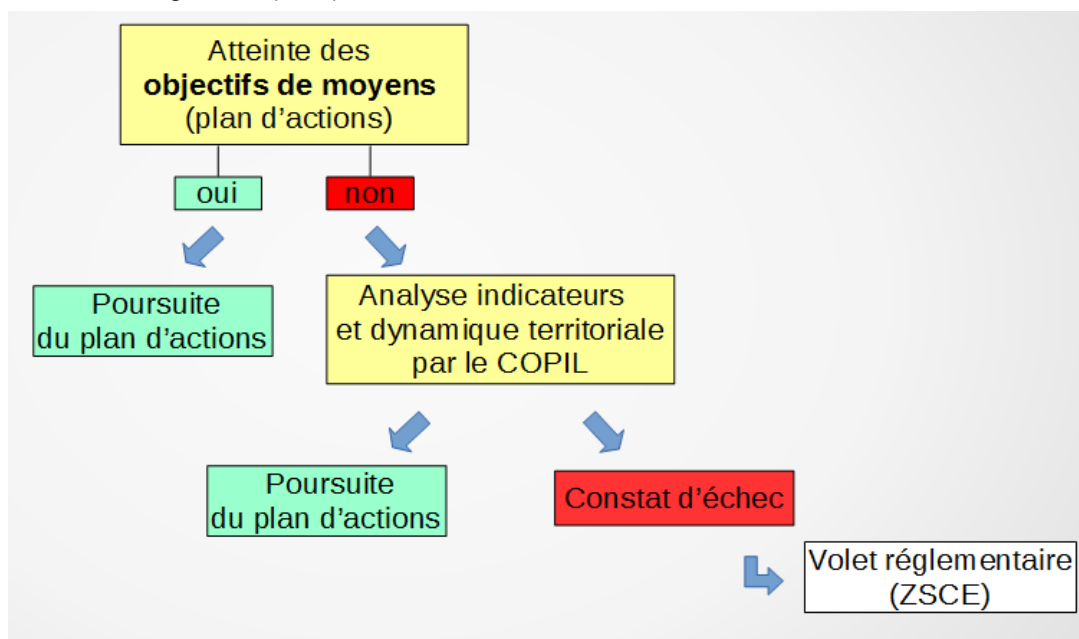 Atteinte des
objectifs de moyens
(plan d'actions)
oui
non
Poursuite
du plan d'actions
Analyse indicateurs
et dynamique territoriale
par le COPIL
Poursuite
du plan d'actions
Constat d'échec
Volet réglementaire
(ZSCE)